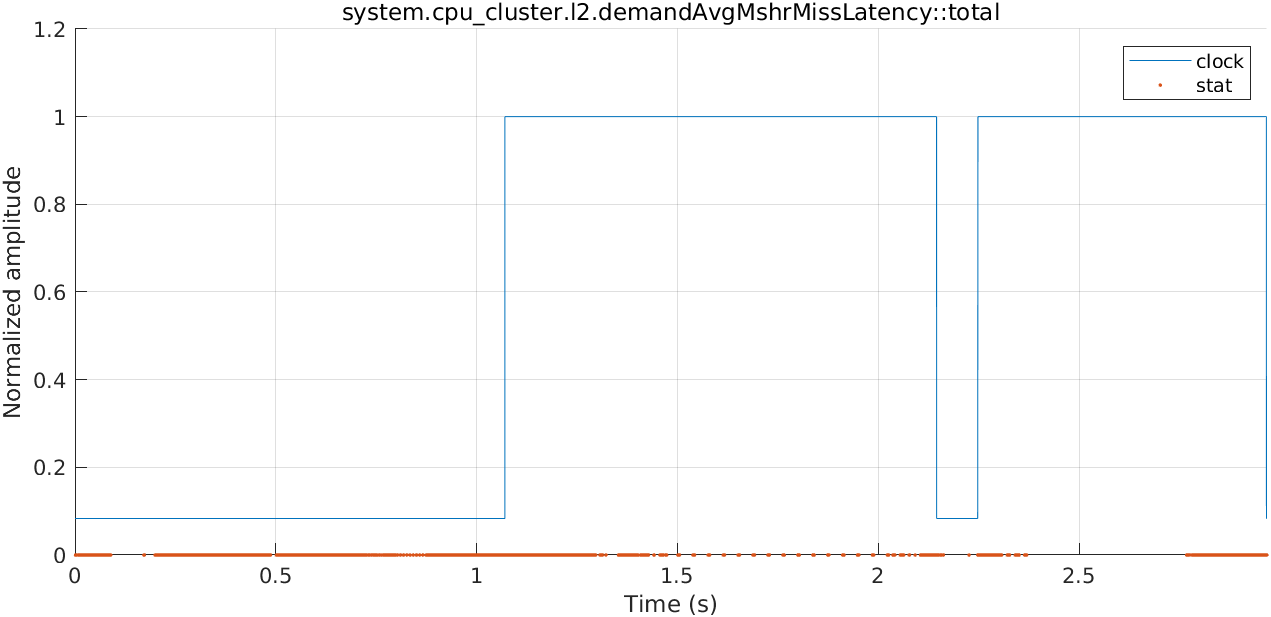 system.cpu_cluster.l2.demandAvgMshrMissLatency::total
1.2
1
0.8
0.6
0.4
0.2
0
Normalized amplitude
clock
stat
0
0.5
1
1.5
2
2.5
Time (s)